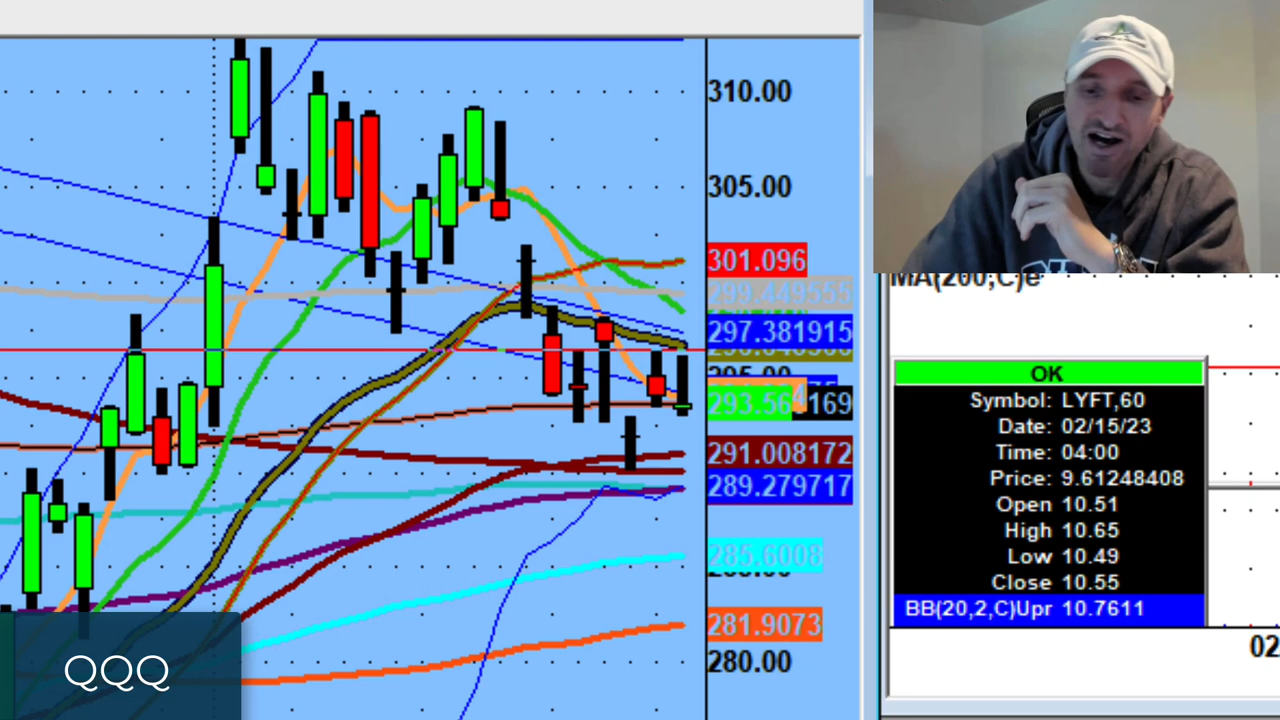 310.00
305.00
301.096
299.449555
297.381915
293.56
169
291.008172
289.279717
285.6008
281.9073
280.00
QQQ
MA(200,C)e
OK
Symbol: LYFT,60
Date: 02/15/23
Time: 04:00
Price: 9.61248408
Open 10.51
High 10.65
Low 10.49
Close 10.55
BB(20,2,C)Upr 10.7611
02